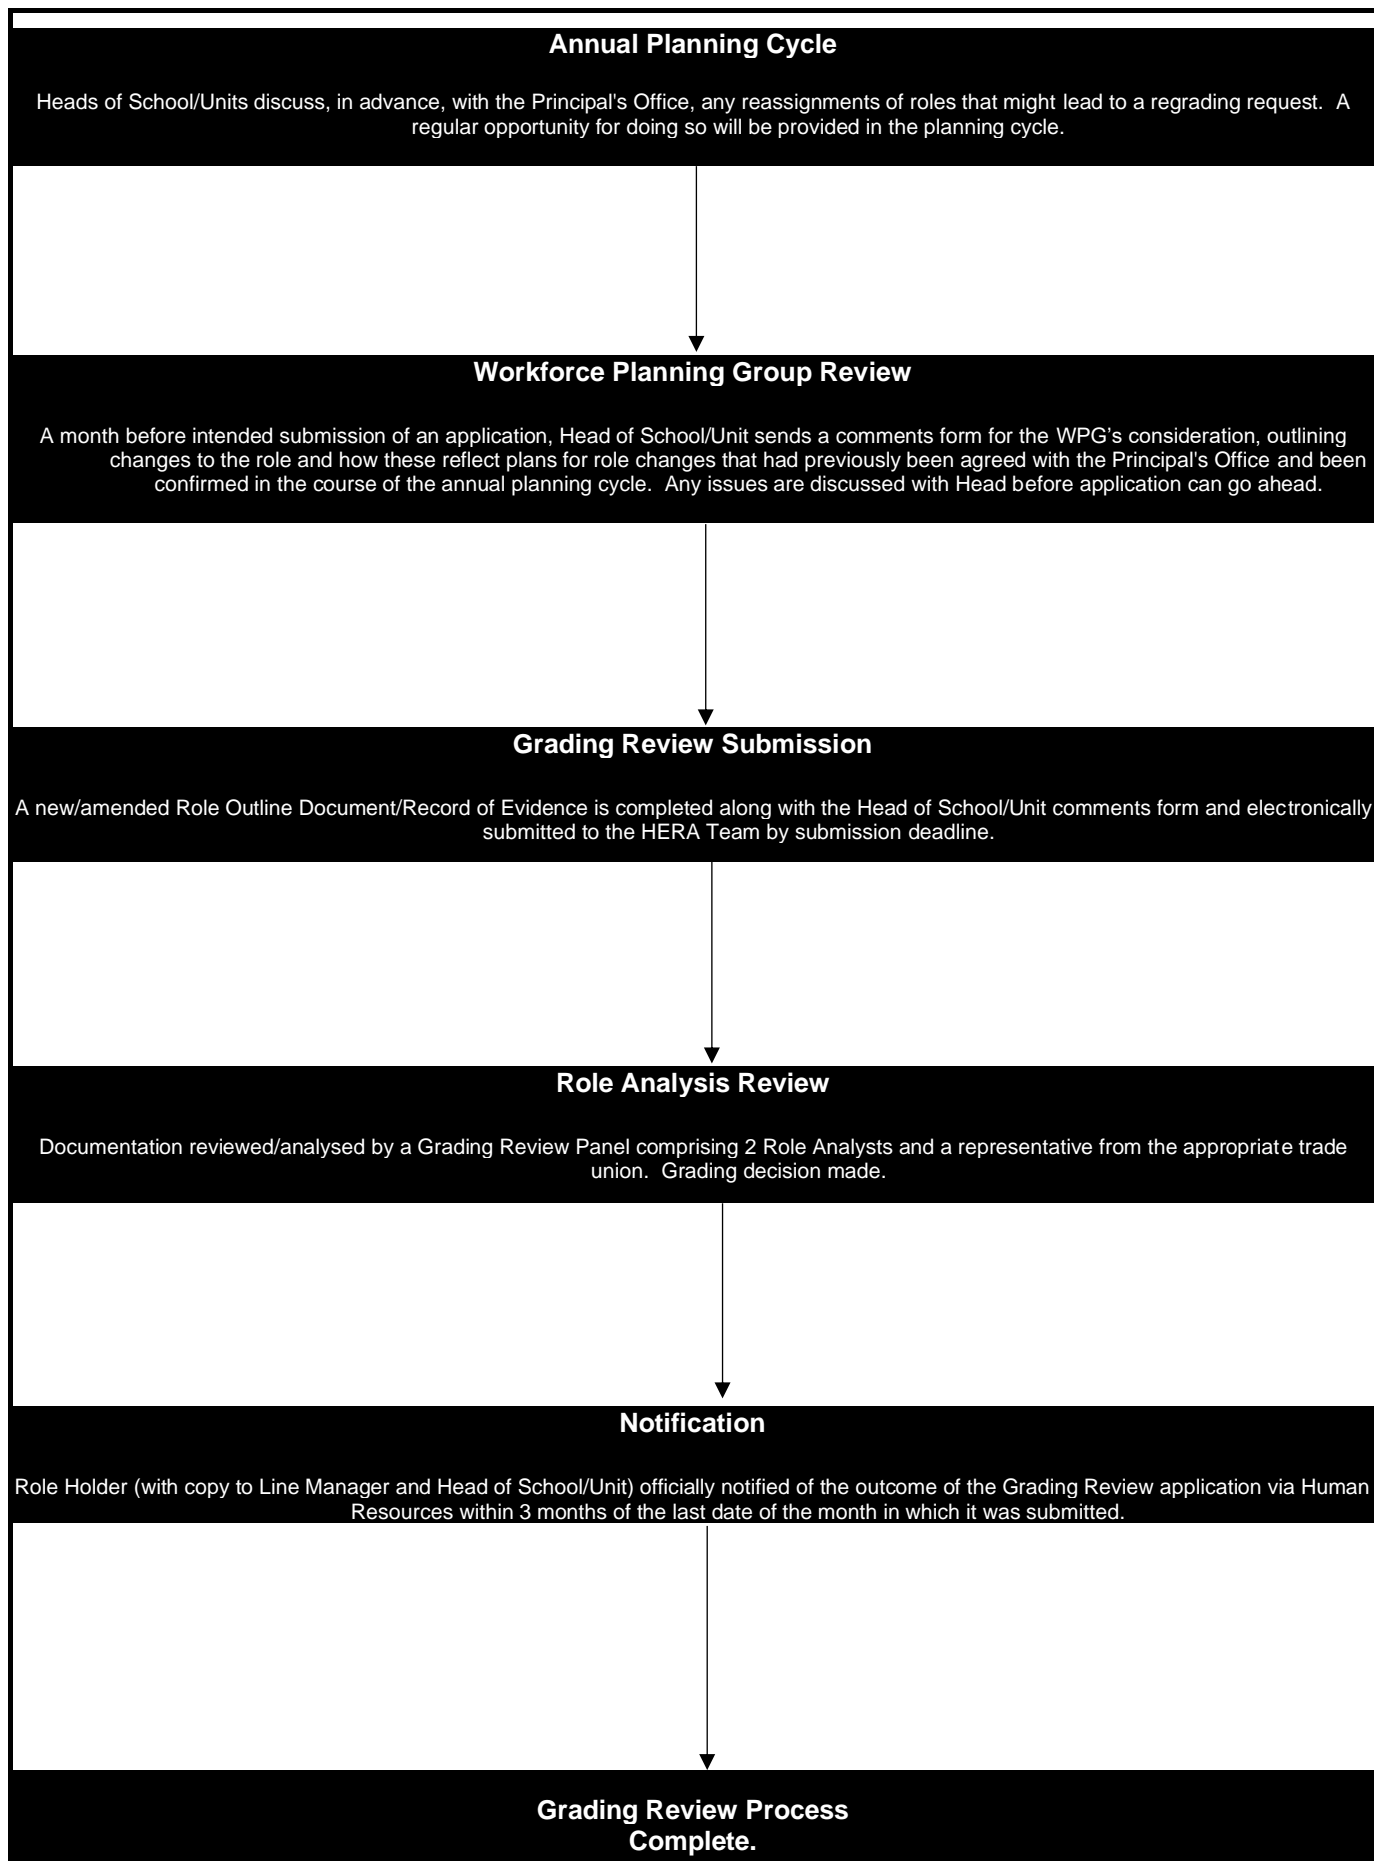 Annual Planning Cycle
Heads of School/Units discuss, in advance, with the Principal's Office, any reassignments of roles that might lead to a regrading request.  A
regular opportunity for doing so will be provided in the planning cycle.
Workforce Planning Group Review
A month before intended submission of an application, Head of School/Unit sends a comments form for the WPG’s consideration, outlining
changes to the role and how these reflect plans for role changes that had previously been agreed with the Principal's Office and been
confirmed in the course of the annual planning cycle.  Any issues are discussed with Head before application can go ahead.
Grading Review Submission
A new/amended Role Outline Document/Record of Evidence is completed along with the Head of School/Unit comments form and electronically
submitted to the HERA Team by submission deadline.
Role Analysis Review
Documentation reviewed/analysed by a Grading Review Panel comprising 2 Role Analysts and a representative from the appropriate trade
union.  Grading decision made.
Notification
Role Holder (with copy to Line Manager and Head of School/Unit) officially notified of the outcome of the Grading Review application via Human
Resources within 3 months of the last date of the month in which it was submitted.
Grading Review Process
Complete.